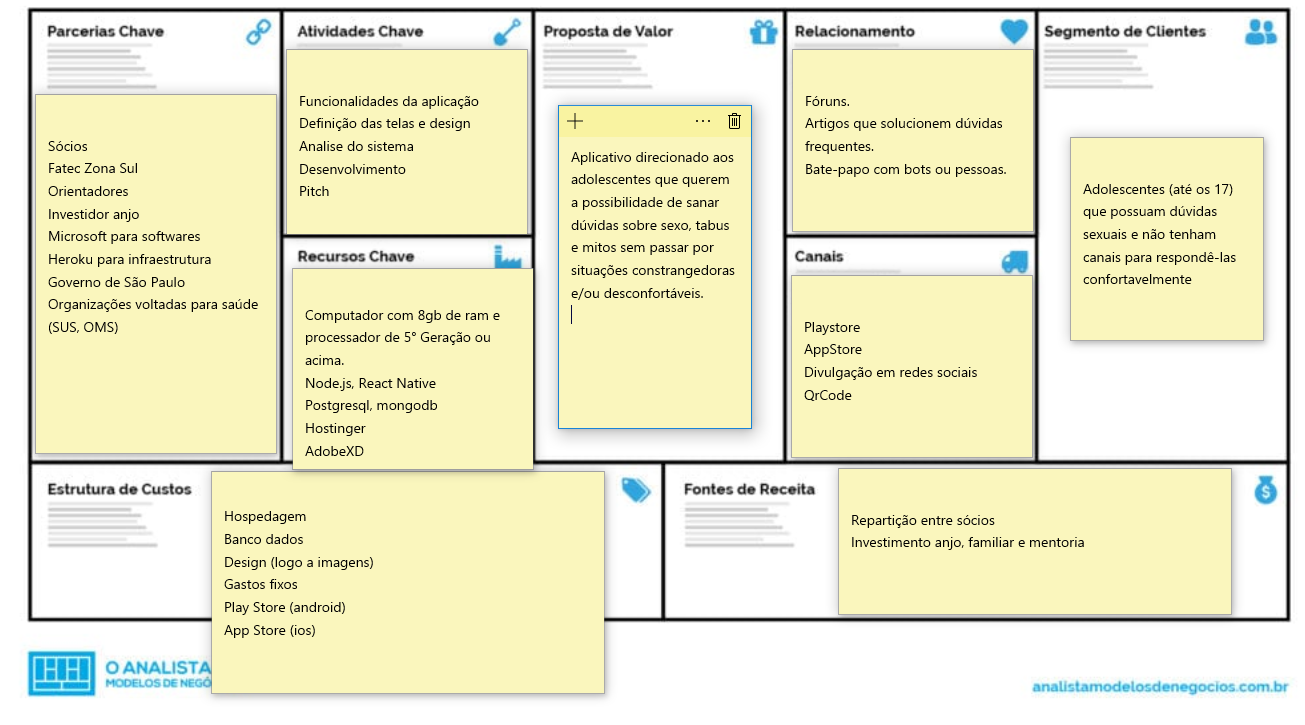 Parcerias Chave
Sócios
Fatec Zona Sul
Orientadores
Investidor anjo
Microsoft para softwares
Heroku para infraestrutura
Governo de São Paulo
Organizações voltadas para saúde
(SUS, OMS)
Atividades Chave
Funcionalidades da aplicação
Definição das telas e design
Analise do sistema
Desenvolvimento
Pitch
Recursos Chave
Computador com 8gb de ram e
processador de 5° Geração ou
acima.
Node.js, React Native
Postgresql, mongodb
Hostinger
AdobeXD
Proposta de Valor
Aplicativo direcionado aos
adolescentes que querem
a possibilidade de sanar
dúvidas sobre sexo, tabus
e mitos sem passar por
situações constrangedoras
e/ou desconfortáveis.
Relacionamento
Fóruns.
Artigos que solucionem dúvidas
frequentes.
Bate-papo com bots ou pessoas.
Canais
Playstore
AppStore
Divulgação em redes sociais
QrCode
Segmento de Clientes
Adolescentes (até os 17)
que possuam dúvidas
sexuais e não tenham
canais para respondê-las
confortavelmente
Estrutura de Custos
Hospedagem
Banco dados
Design (logo a imagens)
Gastos fixos
Play Store (android)
App Store (ios)
Fontes de Receita
Repartição entre sócios
Investimento anjo, familiar e mentoria
O ANALISTA
MODELOS DE NEGÓ
analistamodelosdenegocios.com.br